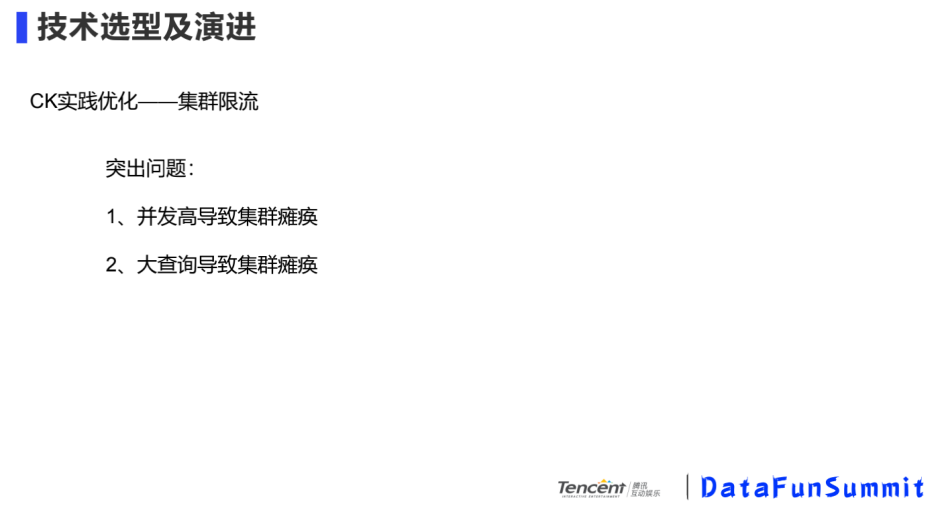 技术选型及演进
CK实践优化——集群限流
突出问题：
1、并发高导致集群瘫痪
2、大查询导致集群瘫痪
Tencent 腾讯
INTERACTIVE ENTERTAINMENT 互动娱乐
DataFunSummit